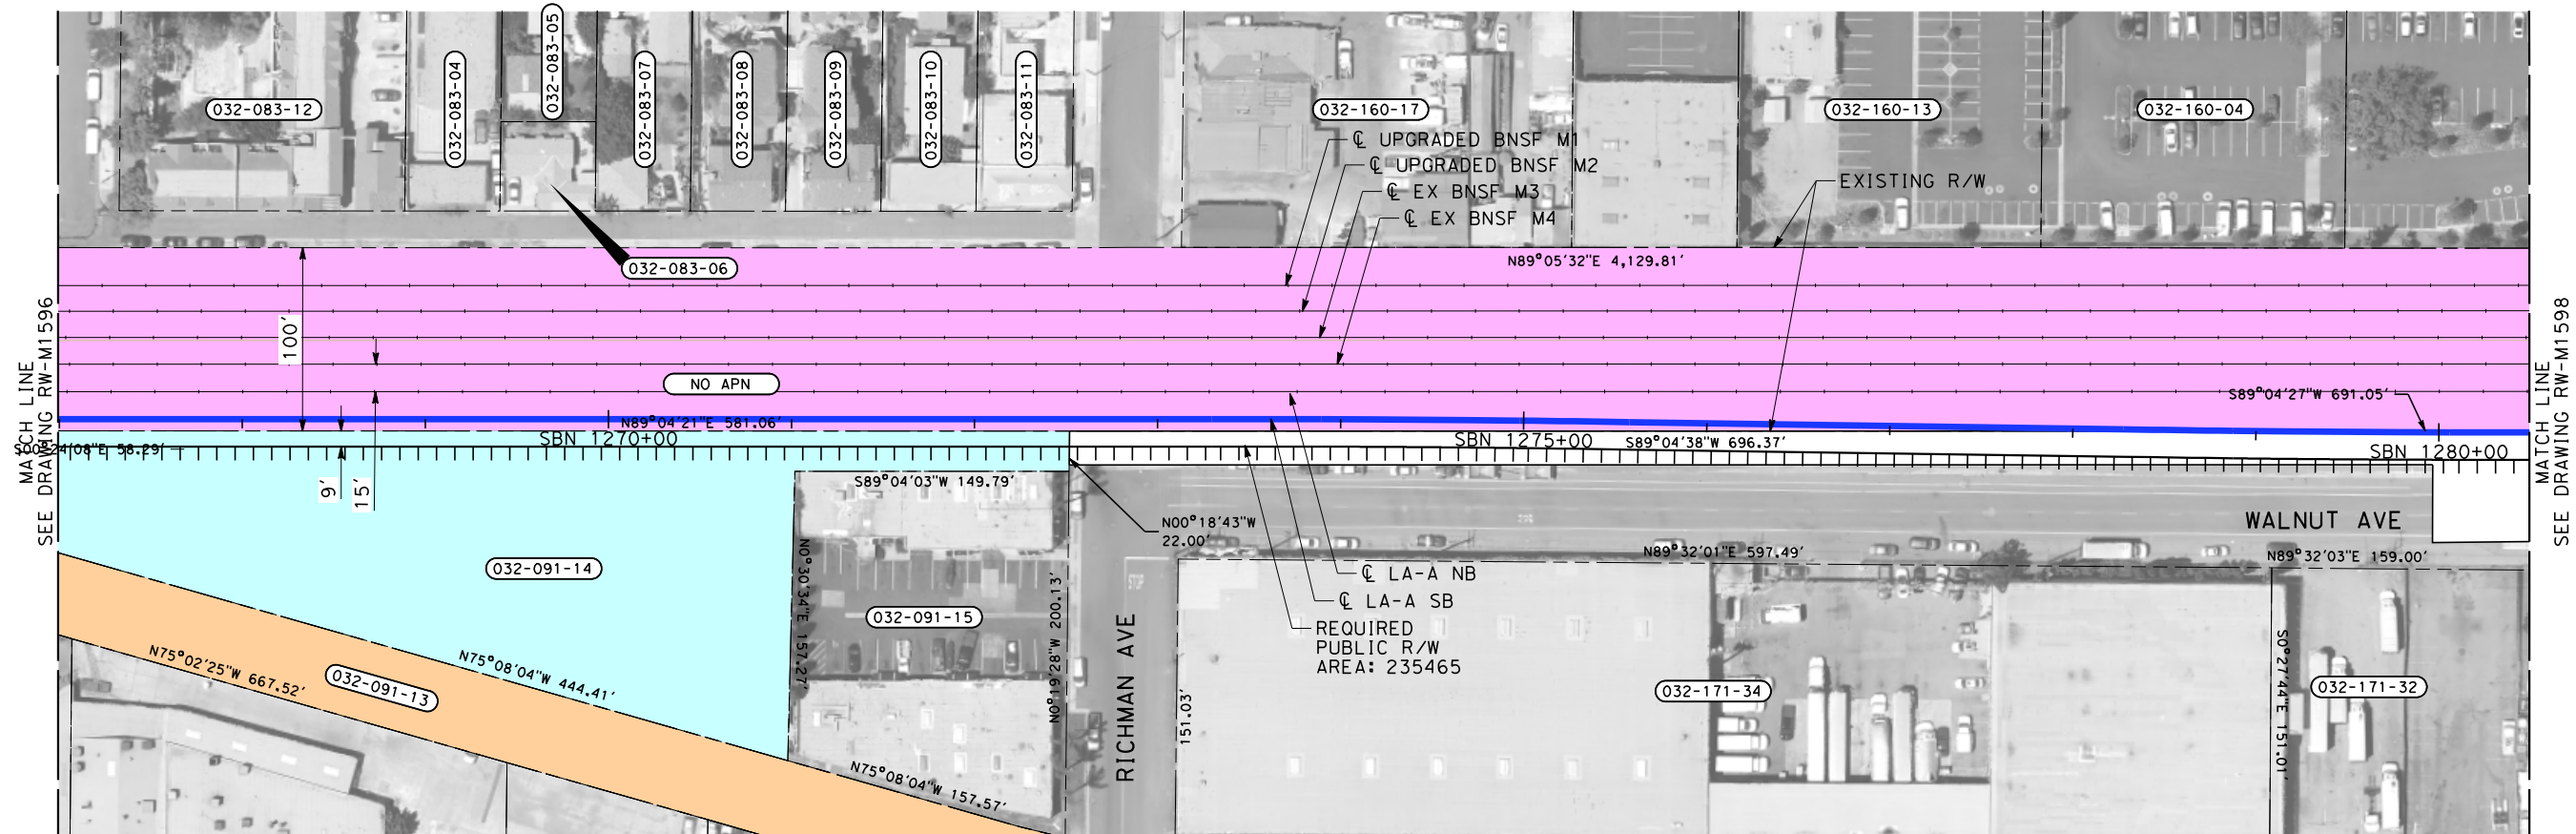 032-083-12
032-083-04
032-083-05
032-083-07
032-083-08
032-083-09
032-083-10
032-083-11
032-160-17
032-160-13
032-160-04
℄ UPGRADED BNSF M1
℄ UPGRADED BNSF M2
℄ EX BNSF M3
℄ EX BNSF M4
EXISTING R/W
032-083-06
N89°05'32"E 4,129.81'
MATCH LINE
SEE DRAWING RW-M1596
100'
NO APN
N89°04'21"E 581.06'
S89°04'27"W 691.05'
MATCH LINE
SEE DRAWING RW-M1598
SBN 1270+00
SBN 1275+00
S89°04'38"W 696.37'
SBN 1280+00
24'08"E 58.29'
9'
15'
S89°04'03"W 149.79'
N00°18'43"W
22.00'
WALNUT AVE
N89°32'01"E 597.49'
N89°32'03"E 159.00'
032-091-14
℄ LA-A NB
℄ LA-A SB
REQUIRED
PUBLIC R/W
AREA: 235465
N0°30'34"E 157.27'
032-091-15
N0°19'28"W 200.13'
RICHMAN AVE
STOP
151.03'
N75°02'25"W 667.52'
032-091-13
N75°08'04"W 444.41'
N75°08'04"W 157.57'
032-171-34
S0°27'44"E 151.01'
032-171-32